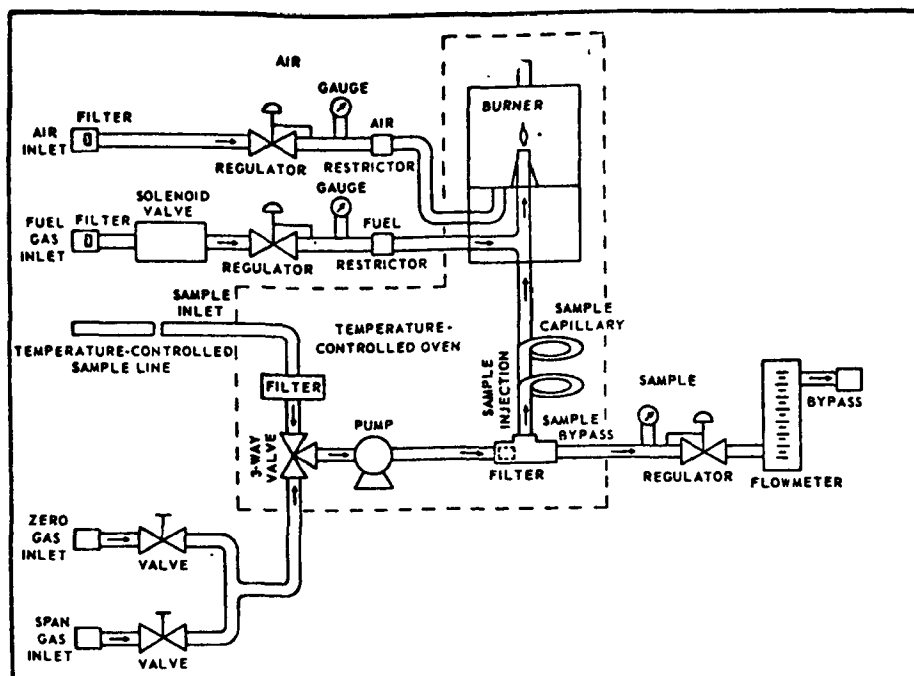 AIR
GAUGE
FILTER
AIR
BURNER
AIR
INLET
REGULATOR
RESTRICTOR
GAUGE
SOLENOID
VALVE
FUEL
GAS
INLET
FILTER
FUEL
REGULATOR
RESTRICTOR
SAMPLE
INLET
TEMPERATURE-CONTROLLED
SAMPLE LINE
TEMPERATURE-
CONTROLLED OVEN
SAMPLE
CAPILLARY
FILTER
SAMPLE
INJECTION
SAMPLE
BYPASS
SAMPLE
BYPASS
3-WAY
VALVE
PUMP
FILTER
REGULATOR
FLOWMETER
ZERO
GAS
INLET
VALVE
SPAN
GAS
INLET
VALVE